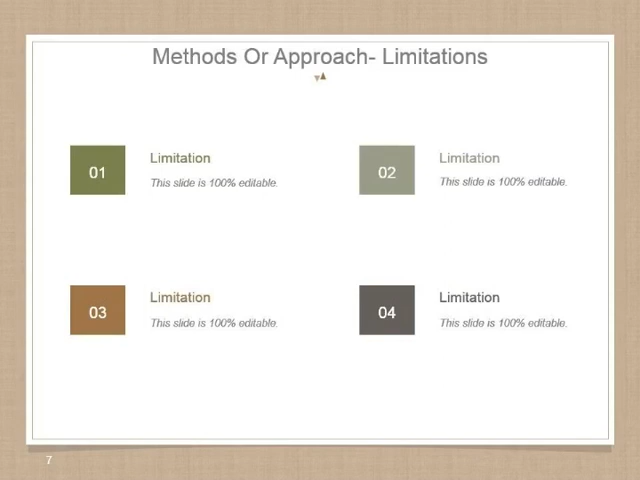 Methods Or Approach- Limitations
01
Limitation
This slide is 100% editable.
02
Limitation
This slide is 100% editable.
03
Limitation
This slide is 100% editable.
04
Limitation
This slide is 100% editable.
7